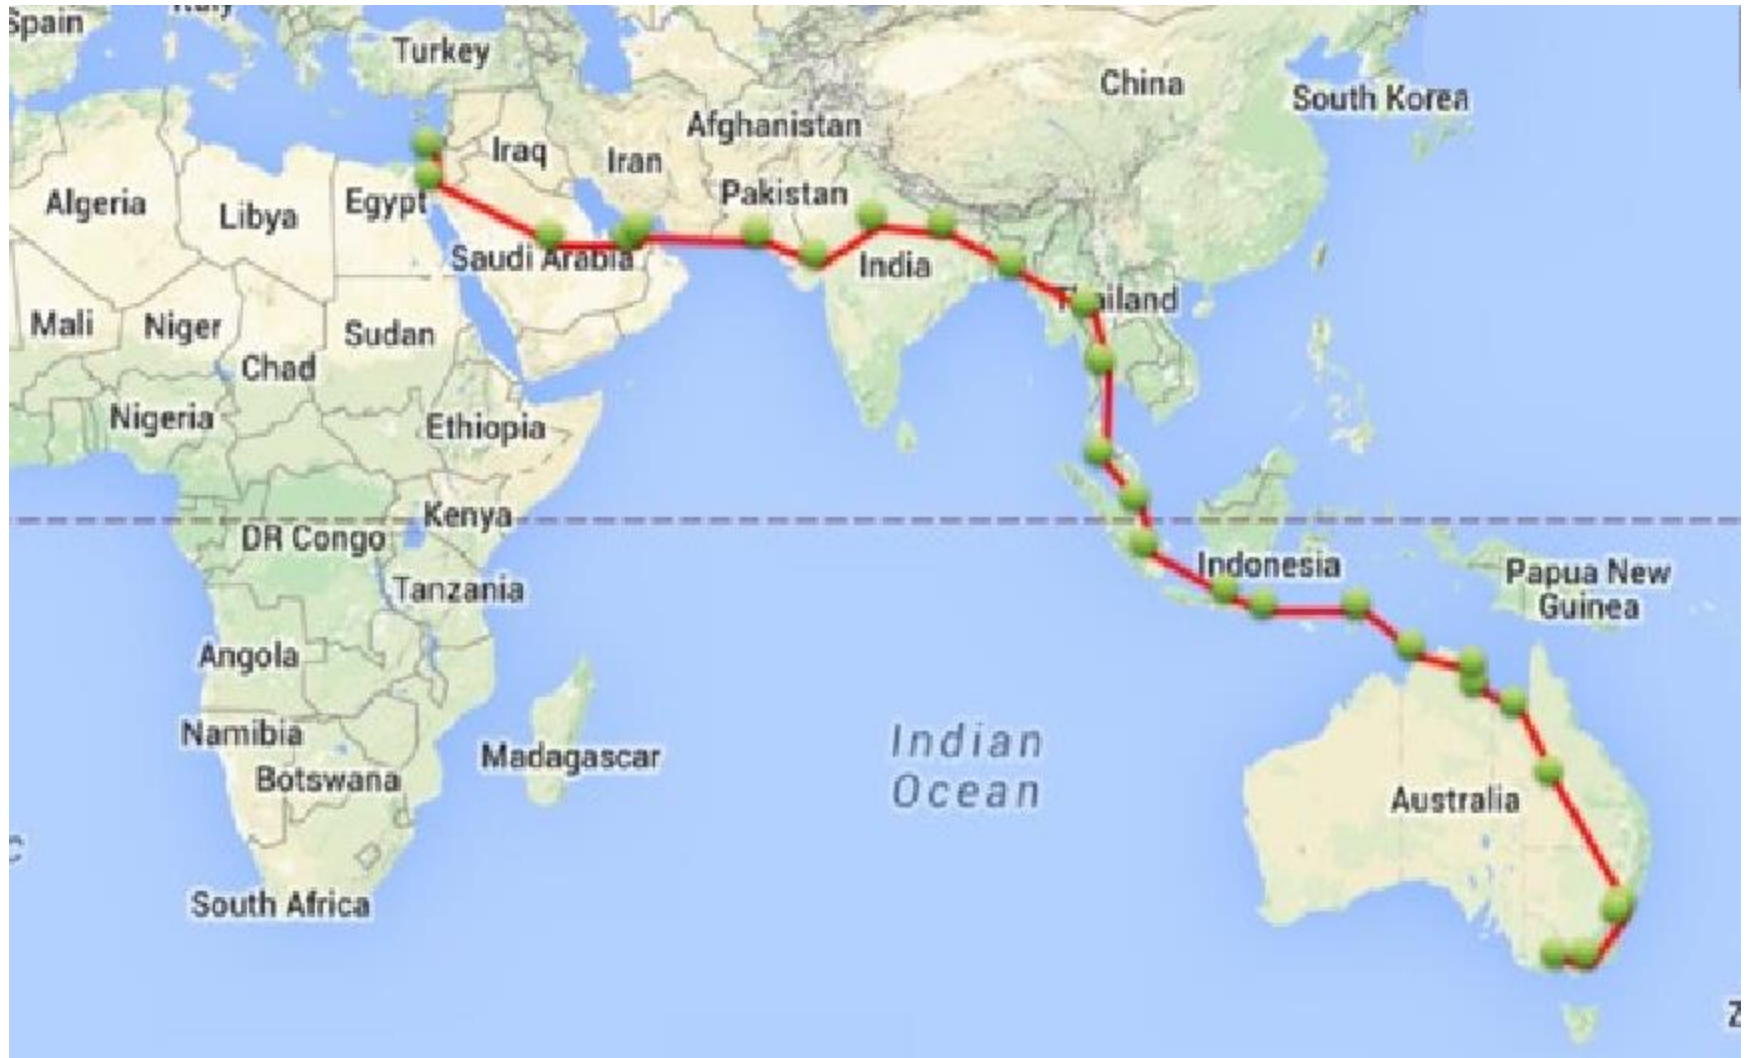 Spain
Italy
Turkey
China
South Korea
Afghanistan
Iraq
Iran
Pakistan
Algeria
Libya
Egypt
Saudi Arabia
India
Thailand
Mali
Niger
Sudan
Chad
Nigeria
Ethiopia
Kenya
DR Congo
Indonesia
Papua New
Guinea
Tanzania
Angola
Namibia
Madagascar
Indian
Ocean
Botswana
Australia
South Africa